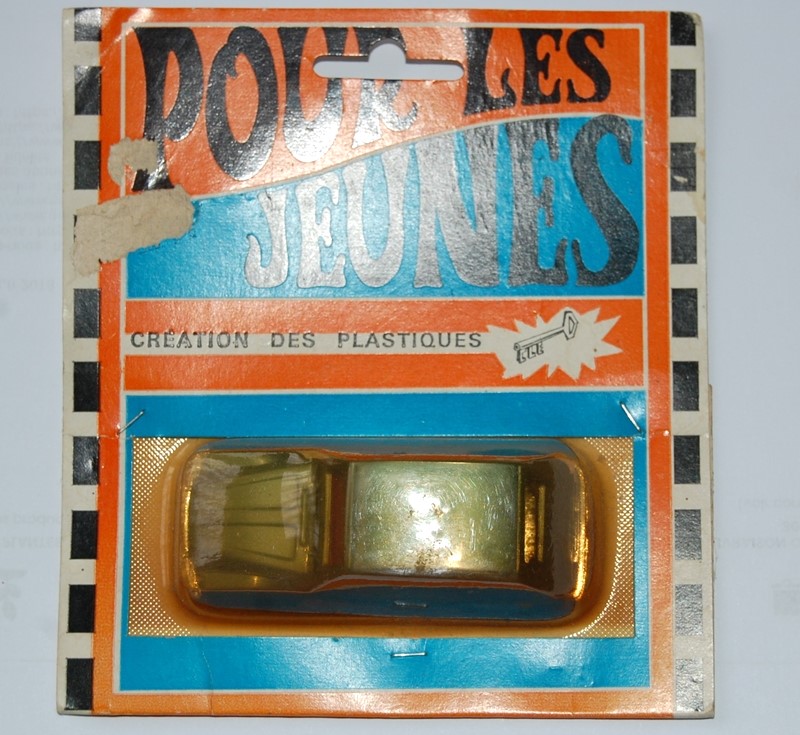 POUR LES
JEUNES
CRÉATION DES PLASTIQUES